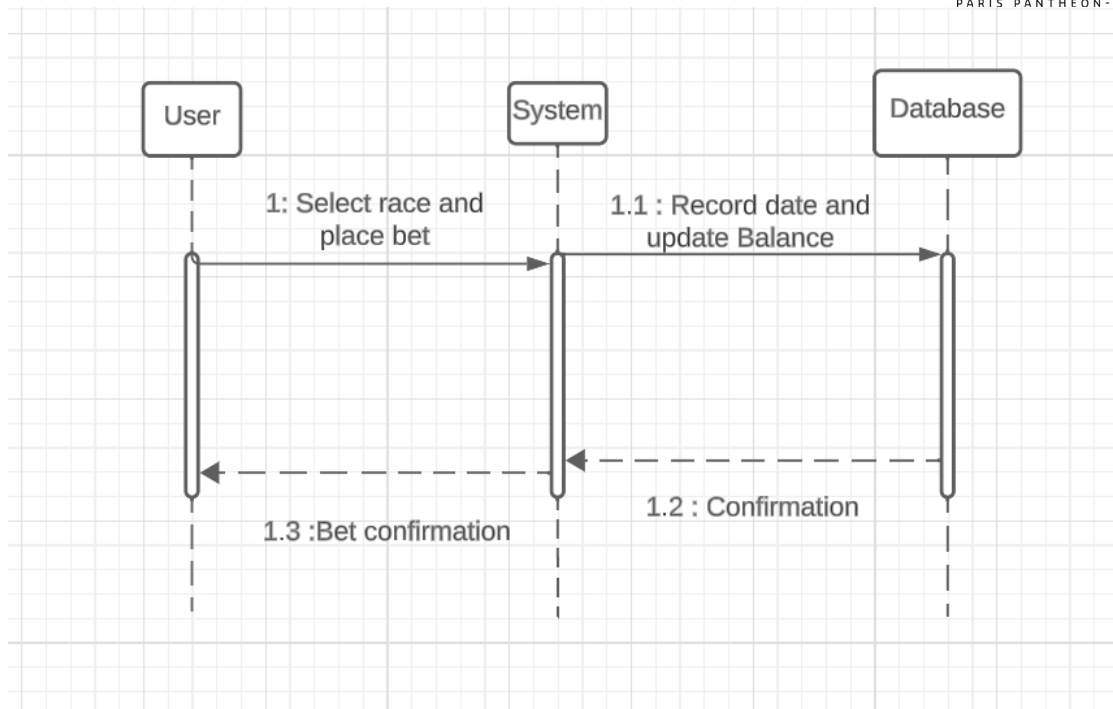 PARIS PANTHEON-
User
System
Database
1: Select race and
place bet
1.1 : Record date and
update Balance
1.2 : Confirmation
1.3 :Bet confirmation